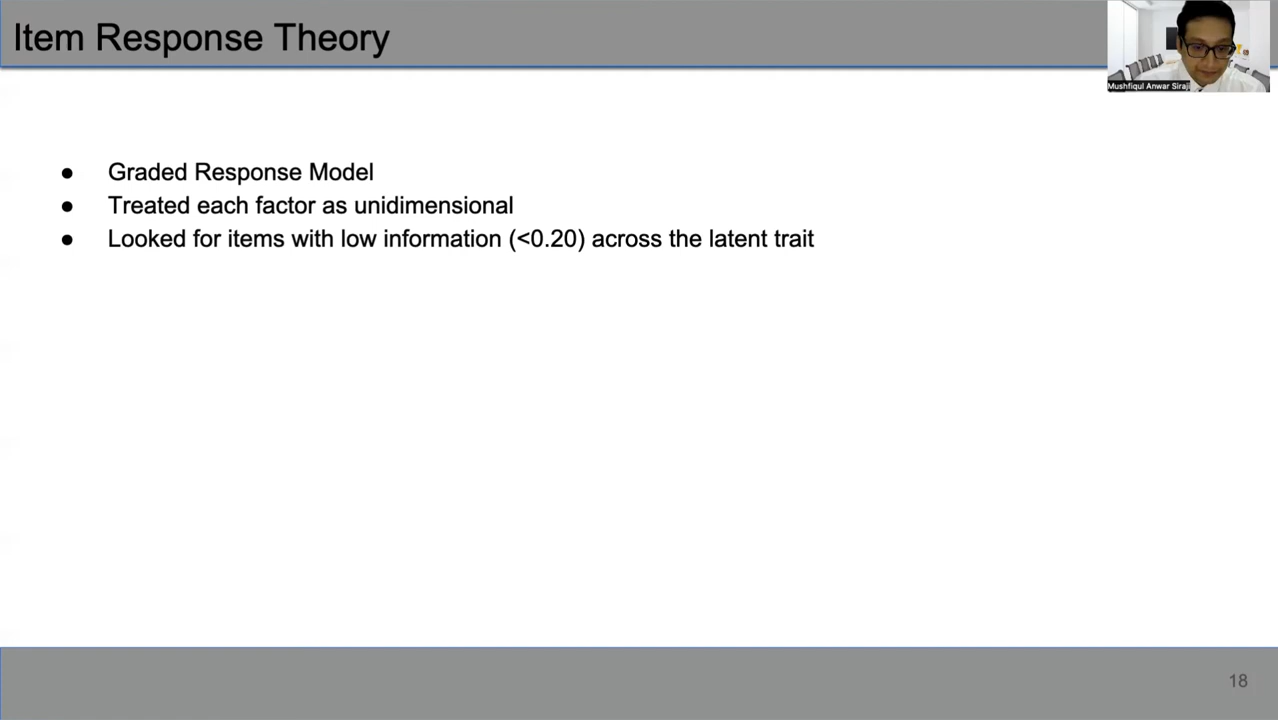 Item Response Theory
Mushfiqul Anwar Siraji
● Graded Response Model
● Treated each factor as unidimensional
● Looked for items with low information (<0.20) across the latent trait
18